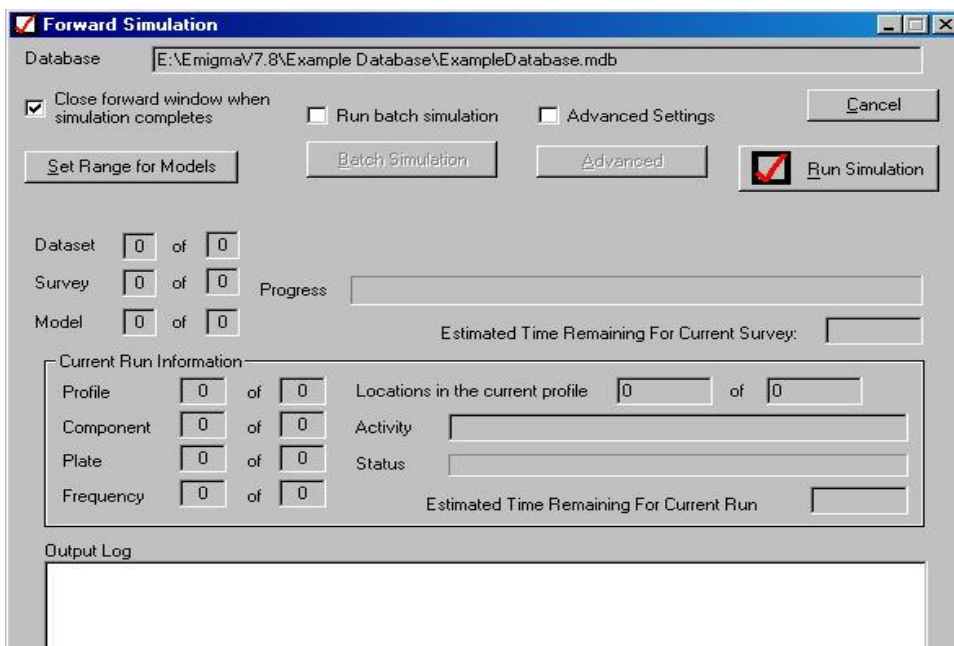 Forward Simulation
Database E:\EmigmaV7.8\Example Database\ExampleDatabase.mdb
Close forward window when
simulation completes
Run batch simulation
Advanced Settings
Cancel
Set Range for Models
Batch Simulation
Advanced
Run Simulation
Dataset 0 of 0
Survey 0 of 0
Progress
Model 0 of 0
Estimated Time Remaining For Current Survey:
Current Run Information
Profile 0 of 0
Locations in the current profile 0 of 0
Component 0 of 0
Activity
Plate 0 of 0
Status
Frequency 0 of 0
Estimated Time Remaining For Current Run
Output Log